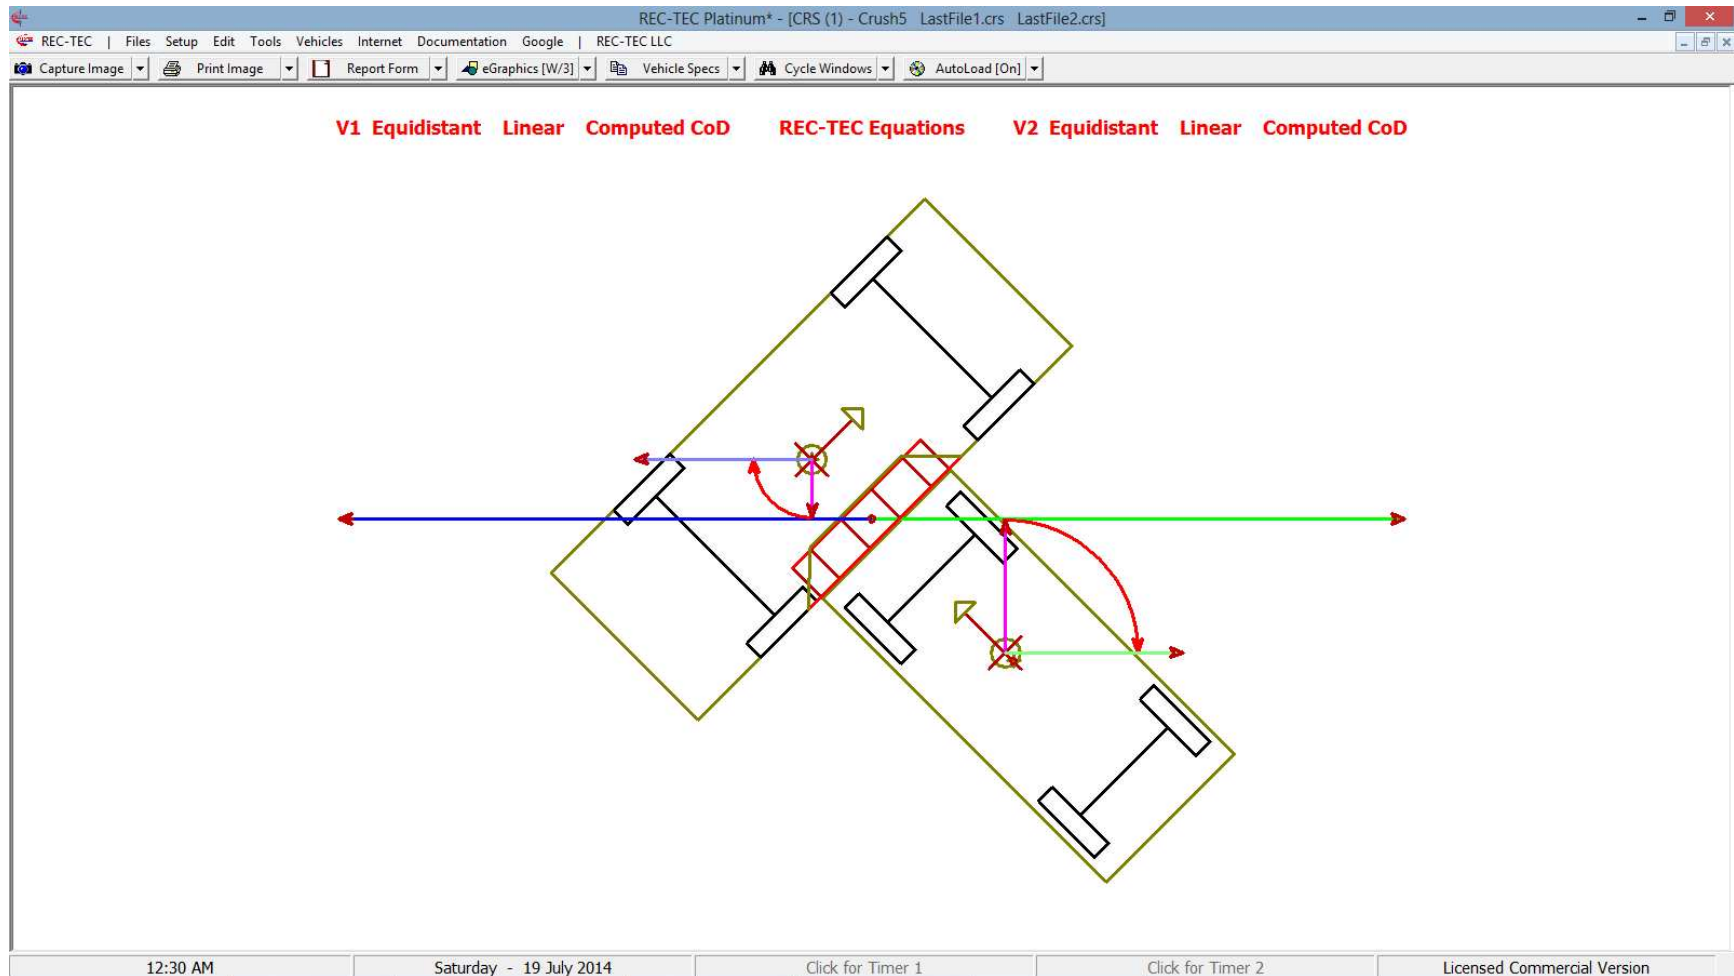 REC-TEC Platinum* - [CRS (1) - Crush5 LastFile1.crs LastFile2.crs]
REC-TEC | Files Setup Edit Tools Vehicles Internet Documentation Google | REC-TEC LLC
Capture Image Print Image Report Form eGraphics [W/3] Vehicle Specs Cycle Windows AutoLoad [On]
V1 Equidistant Linear Computed CoD REC-TEC Equations V2 Equidistant Linear Computed CoD
12:30 AM Saturday - 19 July 2014 Click for Timer 1 Click for Timer 2 Licensed Commercial Version